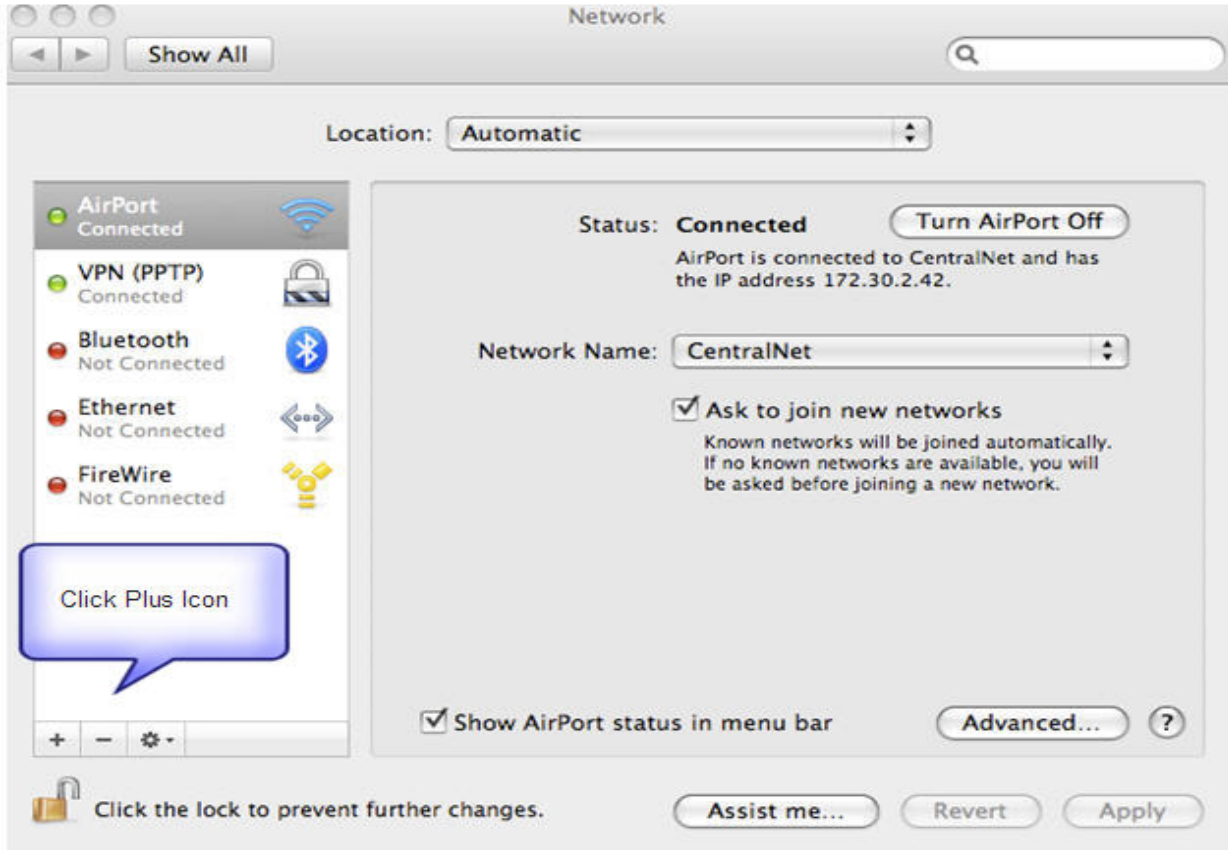 Network
Show All
Location: Automatic
AirPort
Connected
VPN (PPTP)
Connected
Bluetooth
Not Connected
Ethernet
Not Connected
FireWire
Not Connected
Click Plus Icon
Status: Connected Turn AirPort Off
AirPort is connected to CentralNet and has
the IP address 172.30.2.42.
Network Name: CentralNet
Ask to join new networks
Known networks will be joined automatically.
If no known networks are available, you will
be asked before joining a new network.
Show AirPort status in menu bar Advanced... ?
Click the lock to prevent further changes. Assist me... Revert Apply